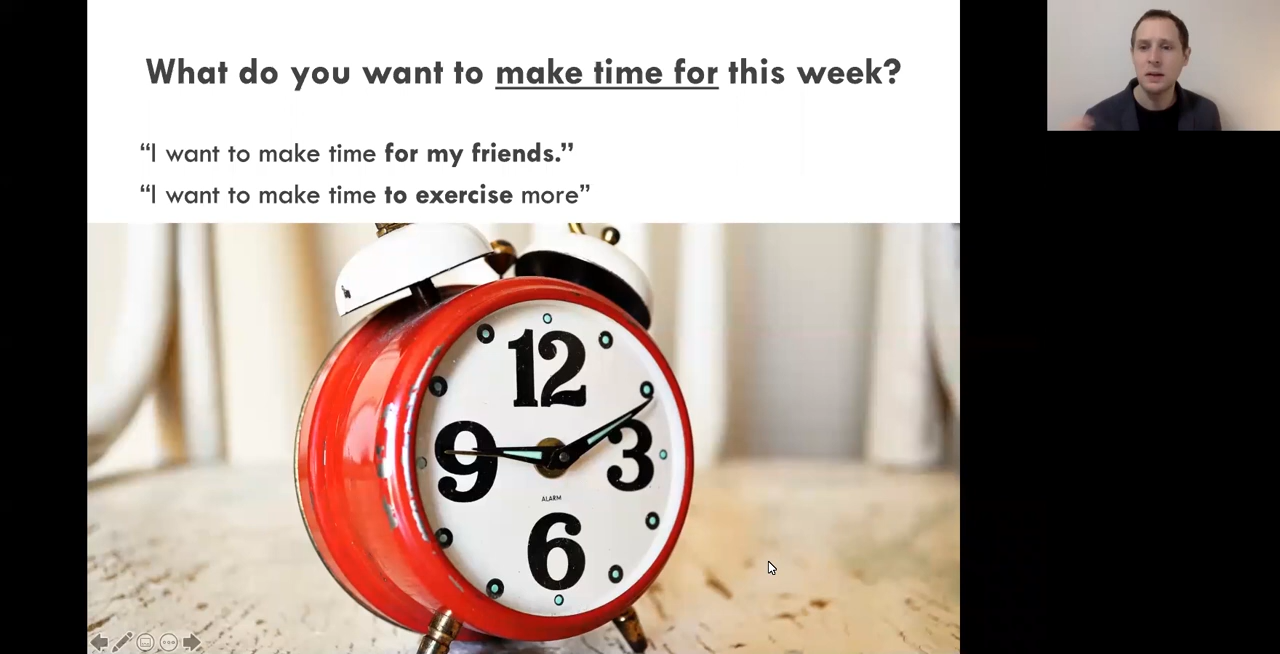 What do you want to make time for this week?
“I want to make time for my friends.”
“I want to make time to exercise more”
12
9
3
ALARM
6